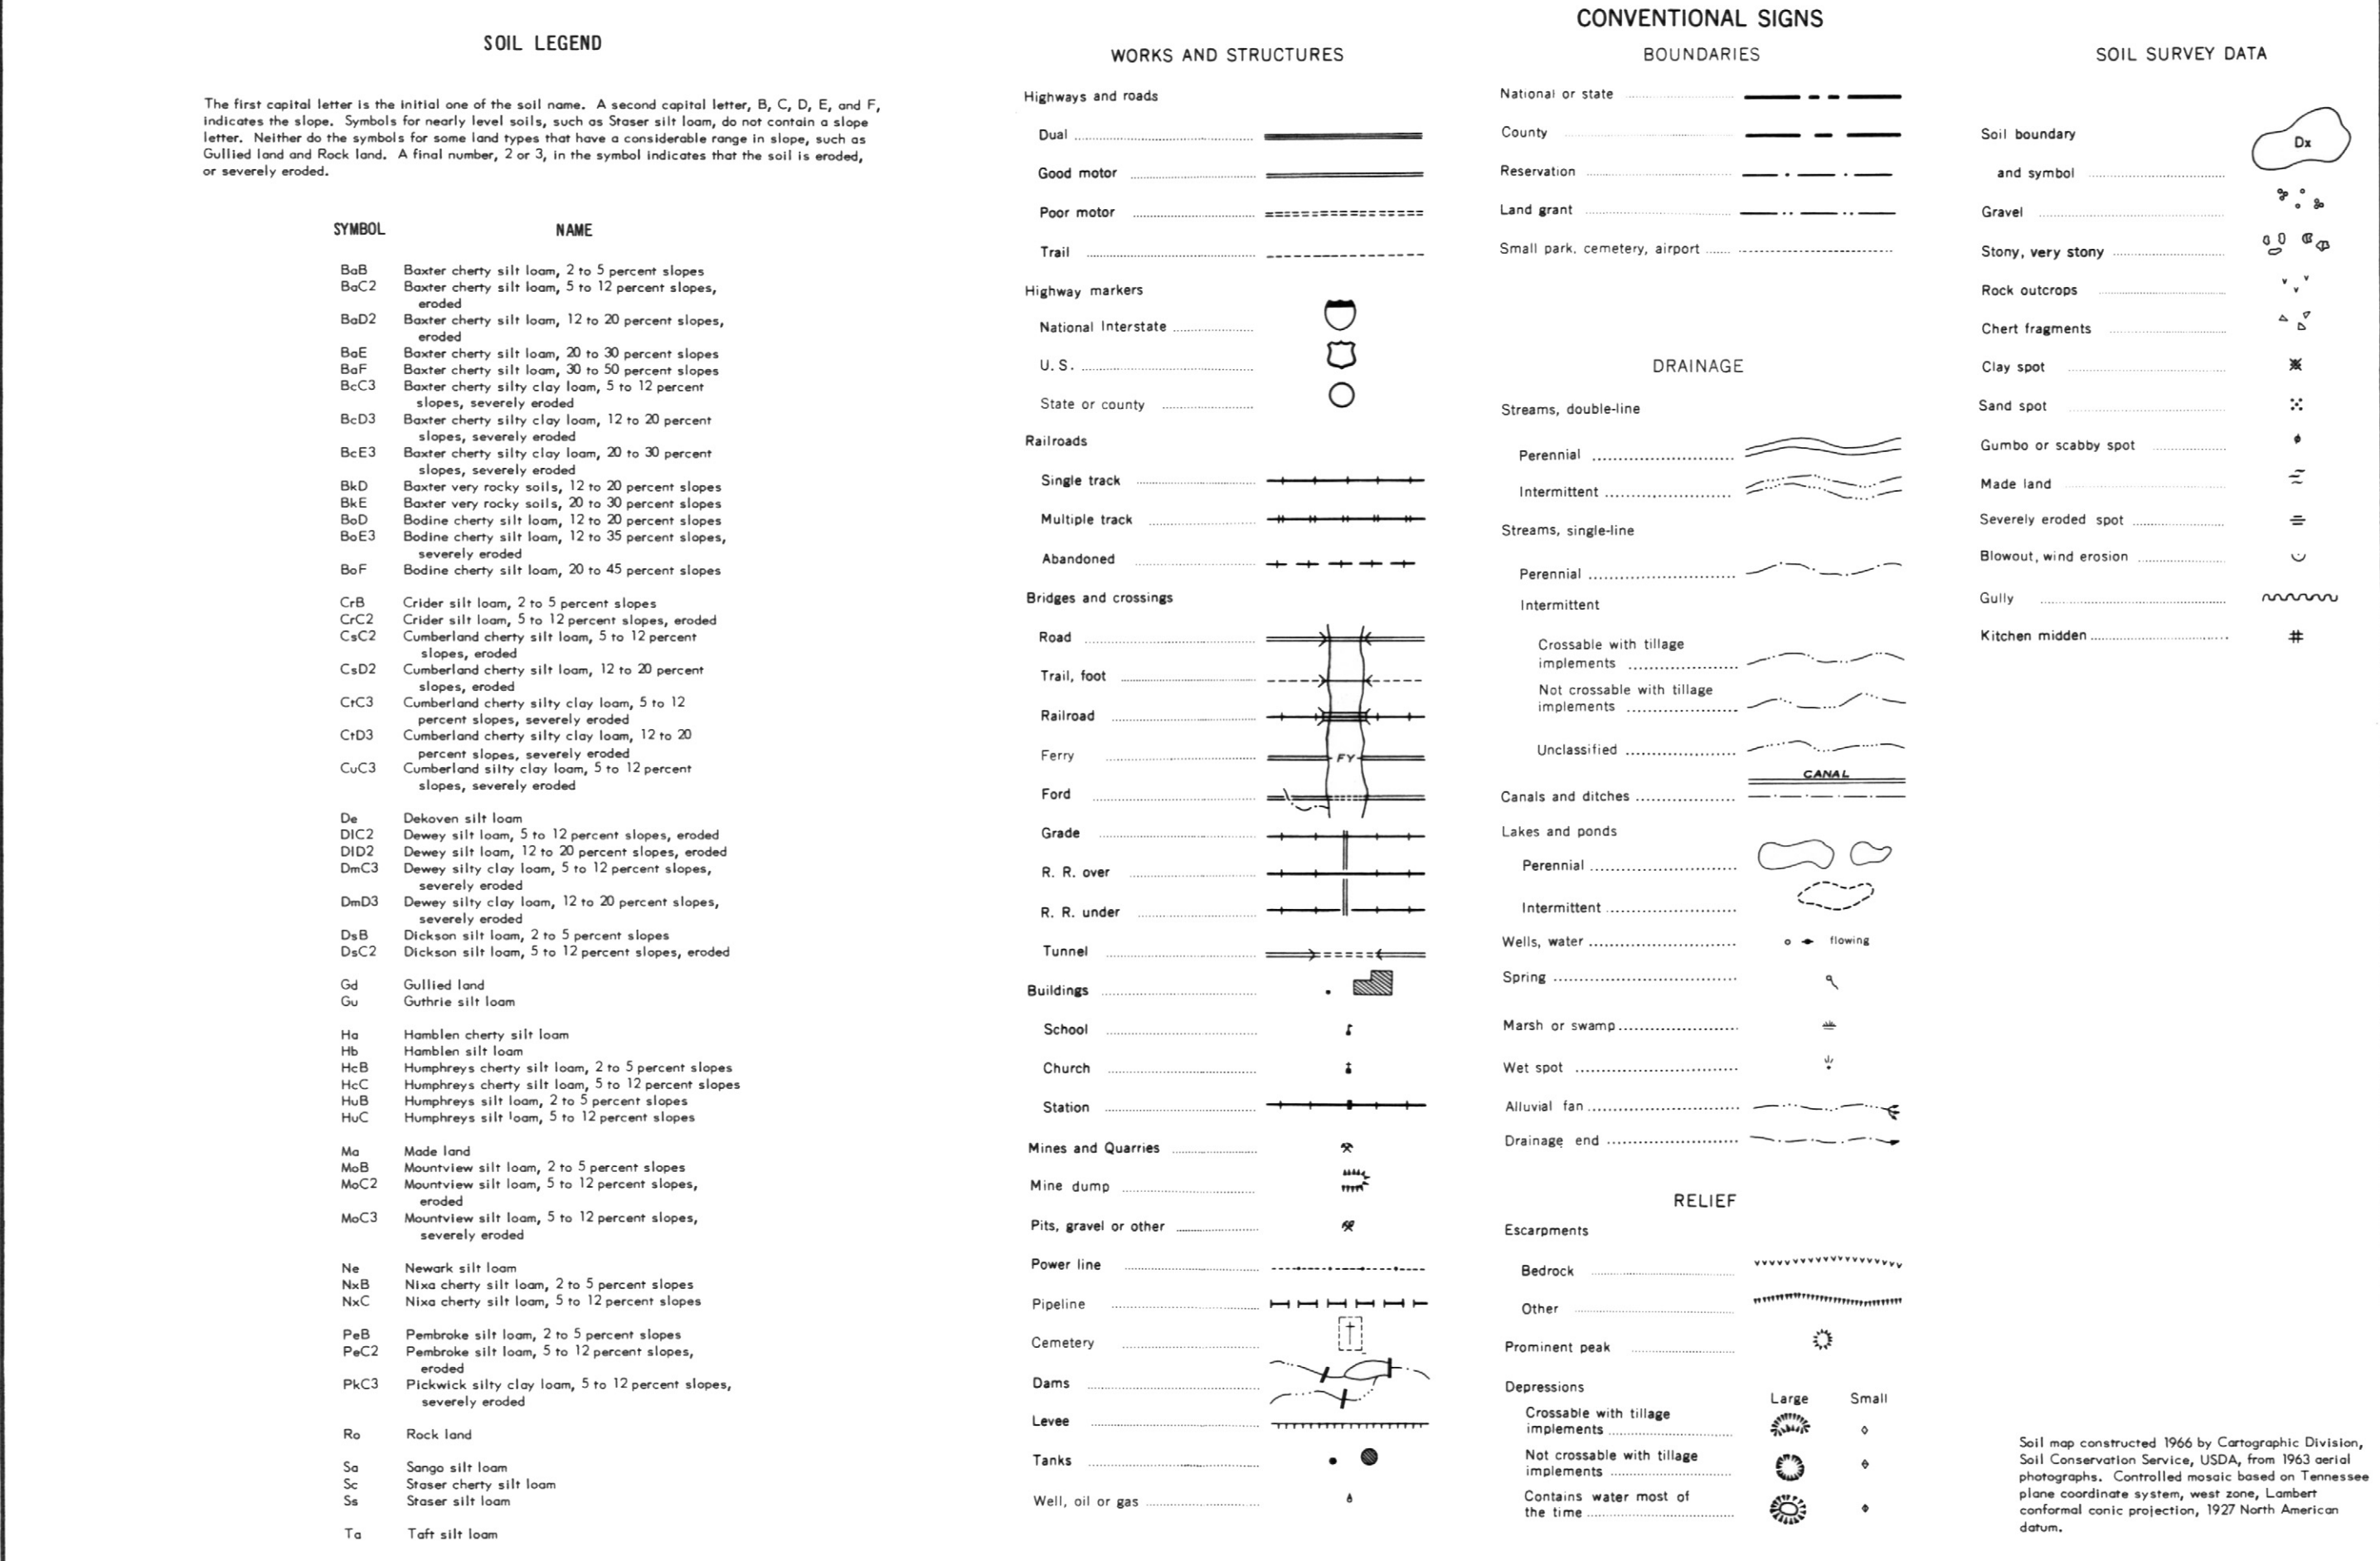 SOIL LEGEND
The first capital letter is the initial one of the soil name. A second capital letter, B, C, D, E, and F,
indicates the slope. Symbols for nearly level soils, such as Staser silt loam, do not contain a slope
letter. Neither do the symbols for some land types that have a considerable range in slope, such as
Gullied land and Rock land. A final number, 2 or 3, in the symbol indicates that the soil is eroded,
or severely eroded.
SYMBOL NAME
BaB Baxter cherty silt loam, 2 to 5 percent slopes
BaC2 Baxter cherty silt loam, 5 to 12 percent slopes,
eroded
BaD2 Baxter cherty silt loam, 12 to 20 percent slopes,
eroded
BaE Baxter cherty silt loam, 20 to 30 percent slopes
BaF Baxter cherty silt loam, 30 to 50 percent slopes
BcC3 Baxter cherty silty clay loam, 5 to 12 percent
slopes, severely eroded
BcD3 Baxter cherty silty clay loam, 12 to 20 percent
slopes, severely eroded
BcE3 Baxter cherty silty clay loam, 20 to 30 percent
slopes, severely eroded
BkD Baxter very rocky soils, 12 to 20 percent slopes
BkE Baxter very rocky soils, 20 to 30 percent slopes
BoD Bodine cherty silt loam, 12 to 20 percent slopes
BoE3 Bodine cherty silt loam, 12 to 35 percent slopes,
severely eroded
BoF Bodine cherty silt loam, 20 to 45 percent slopes
CrB Crider silt loam, 2 to 5 percent slopes
CrC2 Crider silt loam, 5 to 12 percent slopes, eroded
CsC2 Cumberland cherty silt loam, 5 to 12 percent
slopes, eroded
CsD2 Cumberland cherty silt loam, 12 to 20 percent
slopes, eroded
CtC3 Cumberland cherty silty clay loam, 5 to 12
percent slopes, severely eroded
CtD3 Cumberland cherty silty clay loam, 12 to 20
percent slopes, severely eroded
CuC3 Cumberland silty clay loam, 5 to 12 percent
slopes, severely eroded
De Dekoven silt loam
DlC2 Dewey silt loam, 5 to 12 percent slopes, eroded
DlD2 Dewey silt loam, 12 to 20 percent slopes, eroded
DmC3 Dewey silty clay loam, 5 to 12 percent slopes,
severely eroded
DmD3 Dewey silty clay loam, 12 to 20 percent slopes,
severely eroded
DsB Dickson silt loam, 2 to 5 percent slopes
DsC2 Dickson silt loam, 5 to 12 percent slopes, eroded
Gd Gullied land
Gu Guthrie silt loam
Ha Hamblen cherty silt loam
Hb Hamblen silt loam
HcB Humphreys cherty silt loam, 2 to 5 percent slopes
HcC Humphreys cherty silt loam, 5 to 12 percent slopes
HuB Humphreys silt loam, 2 to 5 percent slopes
HuC Humphreys silt loam, 5 to 12 percent slopes
Ma Made land
MoB Mountview silt loam, 2 to 5 percent slopes
MoC2 Mountview silt loam, 5 to 12 percent slopes,
eroded
MoC3 Mountview silt loam, 5 to 12 percent slopes,
severely eroded
Ne Newark silt loam
NxB Nixa cherty silt loam, 2 to 5 percent slopes
NxC Nixa cherty silt loam, 5 to 12 percent slopes
PeB Pembroke silt loam, 2 to 5 percent slopes
PeC2 Pembroke silt loam, 5 to 12 percent slopes,
eroded
PkC3 Pickwick silty clay loam, 5 to 12 percent slopes,
severely eroded
Ro Rock land
Sa Sango silt loam
Sc Staser cherty silt loam
Ss Staser silt loam
Ta Taft silt loam
CONVENTIONAL SIGNS
WORKS AND STRUCTURES
Highways and roads
Dual
Good motor
Poor motor
Trail
Highway markers
National Interstate
U. S.
State or county
Railroads
Single track
Multiple track
Abandoned
Bridges and crossings
Road
Trail, foot
Railroad
Ferry FY
Ford
Grade
R. R. over
R. R. under
Tunnel
Buildings
School
Church
Station
Mines and Quarries
Mine dump
Pits, gravel or other
Power line
Pipeline
Cemetery
Dams
Levee
Tanks
Well, oil or gas
BOUNDARIES
National or state
County
Reservation
Land grant
Small park, cemetery, airport
DRAINAGE
Streams, double-line
Perennial
Intermittent
Streams, single-line
Perennial
Intermittent
Crossable with tillage
implements
Not crossable with tillage
implements
Unclassified
CANAL
Canals and ditches
Lakes and ponds
Perennial
Intermittent
Wells, water flowing
Spring
Marsh or swamp
Wet spot
Alluvial fan
Drainage end
RELIEF
Escarpments
Bedrock
Other
Prominent peak
Depressions
Large Small
Crossable with tillage
implements
Not crossable with tillage
implements
Contains water most of
the time
SOIL SURVEY DATA
Soil boundary
Dx
and symbol
Gravel
Stony, very stony
Rock outcrops
Chert fragments
Clay spot
Sand spot
Gumbo or scabby spot
Made land
Severely eroded spot
Blowout, wind erosion
Gully
Kitchen midden
Soil map constructed 1966 by Cartographic Division,
Soil Conservation Service, USDA, from 1963 aerial
photographs. Controlled mosaic based on Tennessee
plane coordinate system, west zone, Lambert
conformal conic projection, 1927 North American
datum.